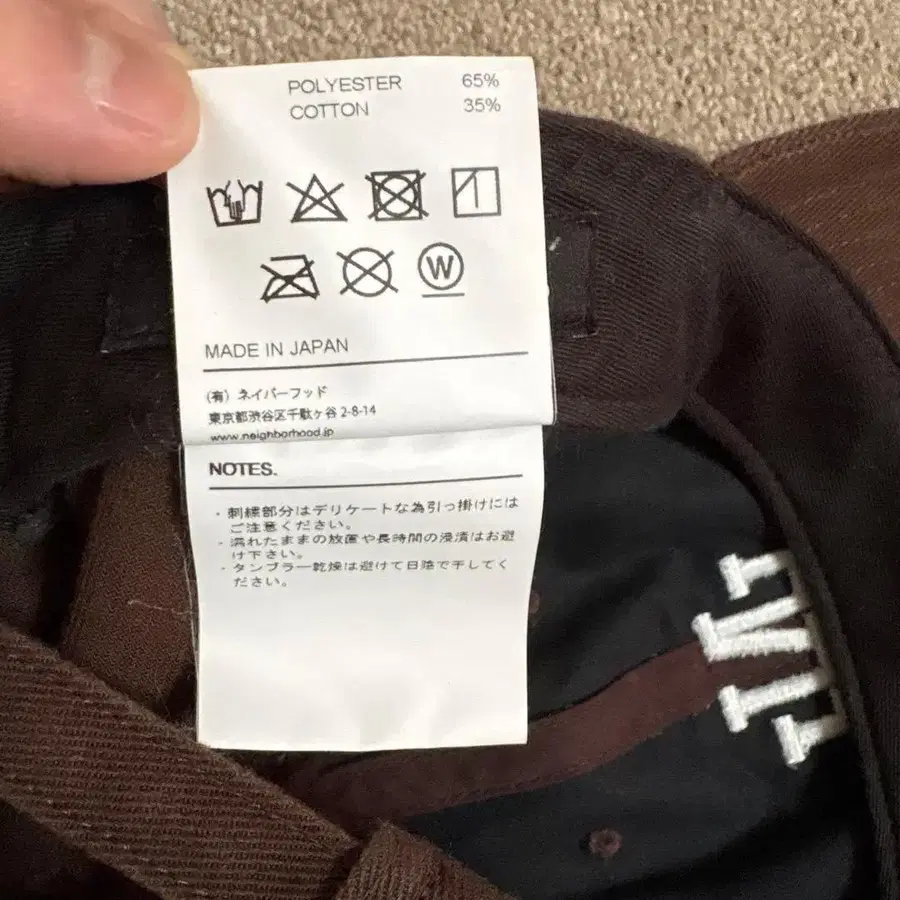 POLYESTER 65%
COTTON 35%
W
MADE IN JAPAN
(有) ネイバーフッド
東京都渋谷区千駄ヶ谷 2-8-14
www.neighborhood.jp
NOTES.
・刺繍部分はデリケートな為引っ掛けには
ご注意ください。
・濡れたままの放置や長時間の浸漬はお避
け下さい。
・タンブラー乾燥は避けて日陰で干してく
ださい。